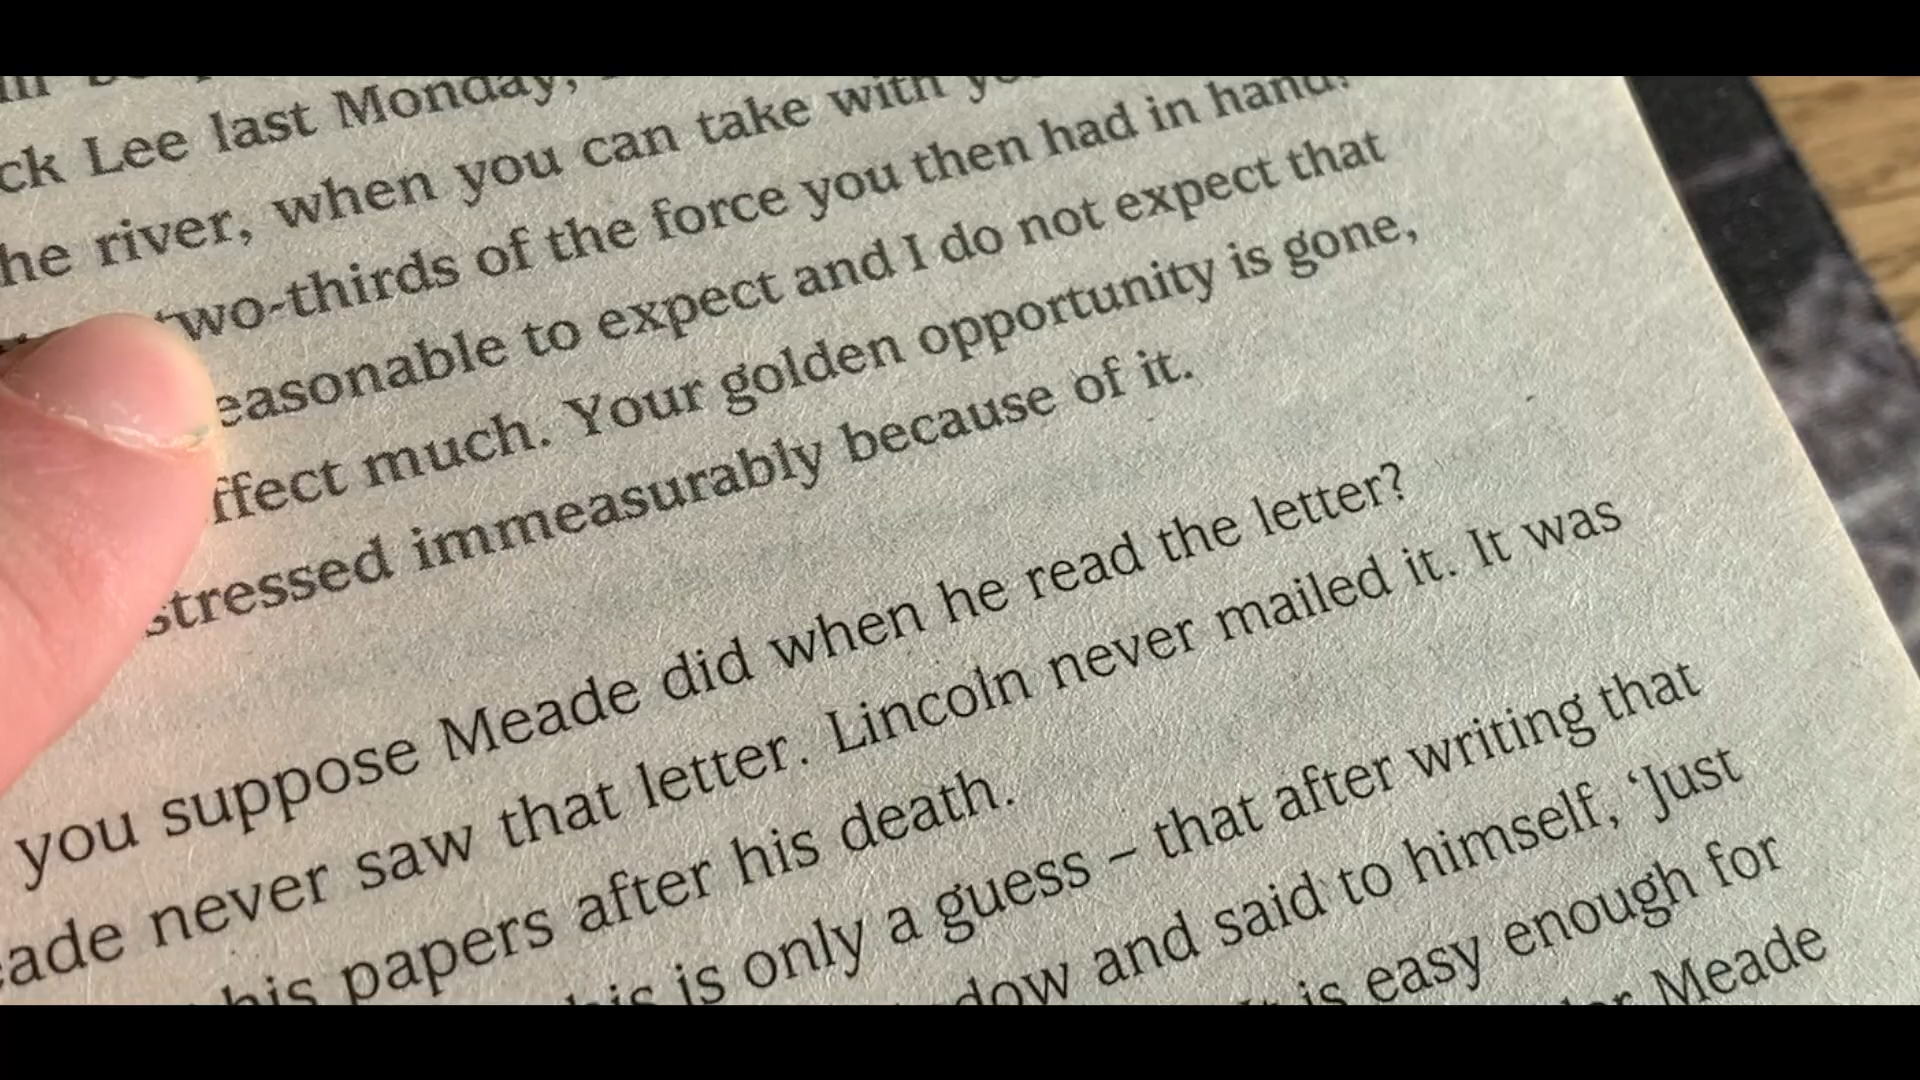 ck Lee last Monday,
he river, when you can take with
two-thirds of the force you then had in hand?
easonable to expect and I do not expect that
ffect much. Your golden opportunity is gone,
stressed immeasurably because of it.
you suppose Meade did when he read the letter?
eade never saw that letter. Lincoln never mailed it. It was
his papers after his death.
is only a guess – that after writing that
dow and said to himself, ‘Just
is easy enough for
Meade